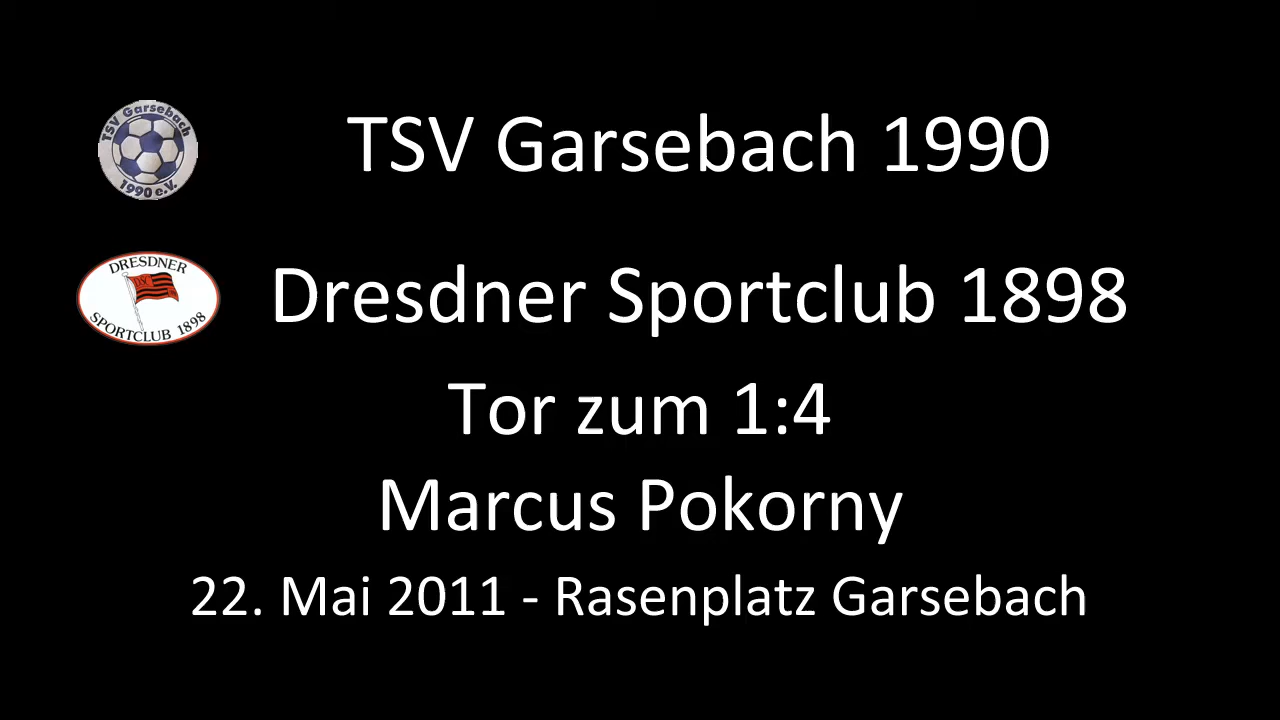 TSV Garsebach
1990 e.V.
TSV Garsebach 1990
DRESDNER
SPORTCLUB 1898
Dresdner Sportclub 1898
Tor zum 1:4
Marcus Pokorny
22. Mai 2011 - Rasenplatz Garsebach